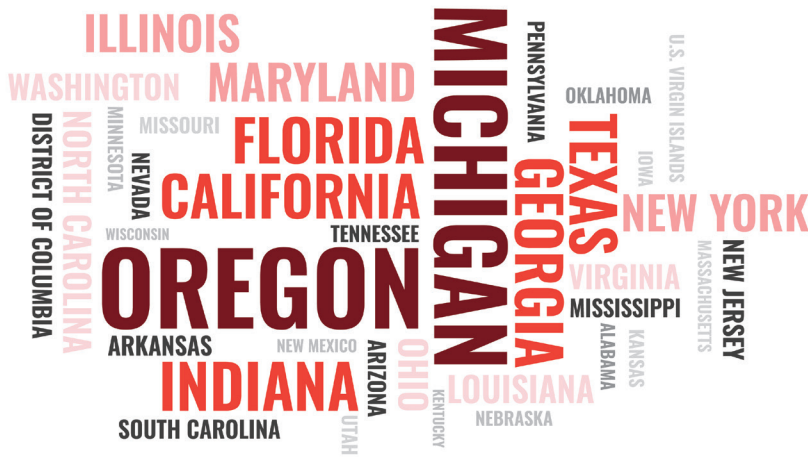 ILLINOIS
WASHINGTON
MARYLAND
MICHIGAN
PENNSYLVANIA
U.S. VIRGIN ISLANDS
OKLAHOMA
MINNESOTA
MISSOURI
DISTRICT OF COLUMBIA
NORTH CAROLINA
NEVADA
FLORIDA
TEXAS
IOWA
GEORGIA
CALIFORNIA
NEW YORK
WISCONSIN
TENNESSEE
OREGON
VIRGINIA
MASSACHUSETTS
NEW JERSEY
MISSISSIPPI
ARKANSAS
NEW MEXICO
ARIZONA
OHIO
ALABAMA
KANSAS
INDIANA
LOUISIANA
KENTUCKY
NEBRASKA
SOUTH CAROLINA
UTAH